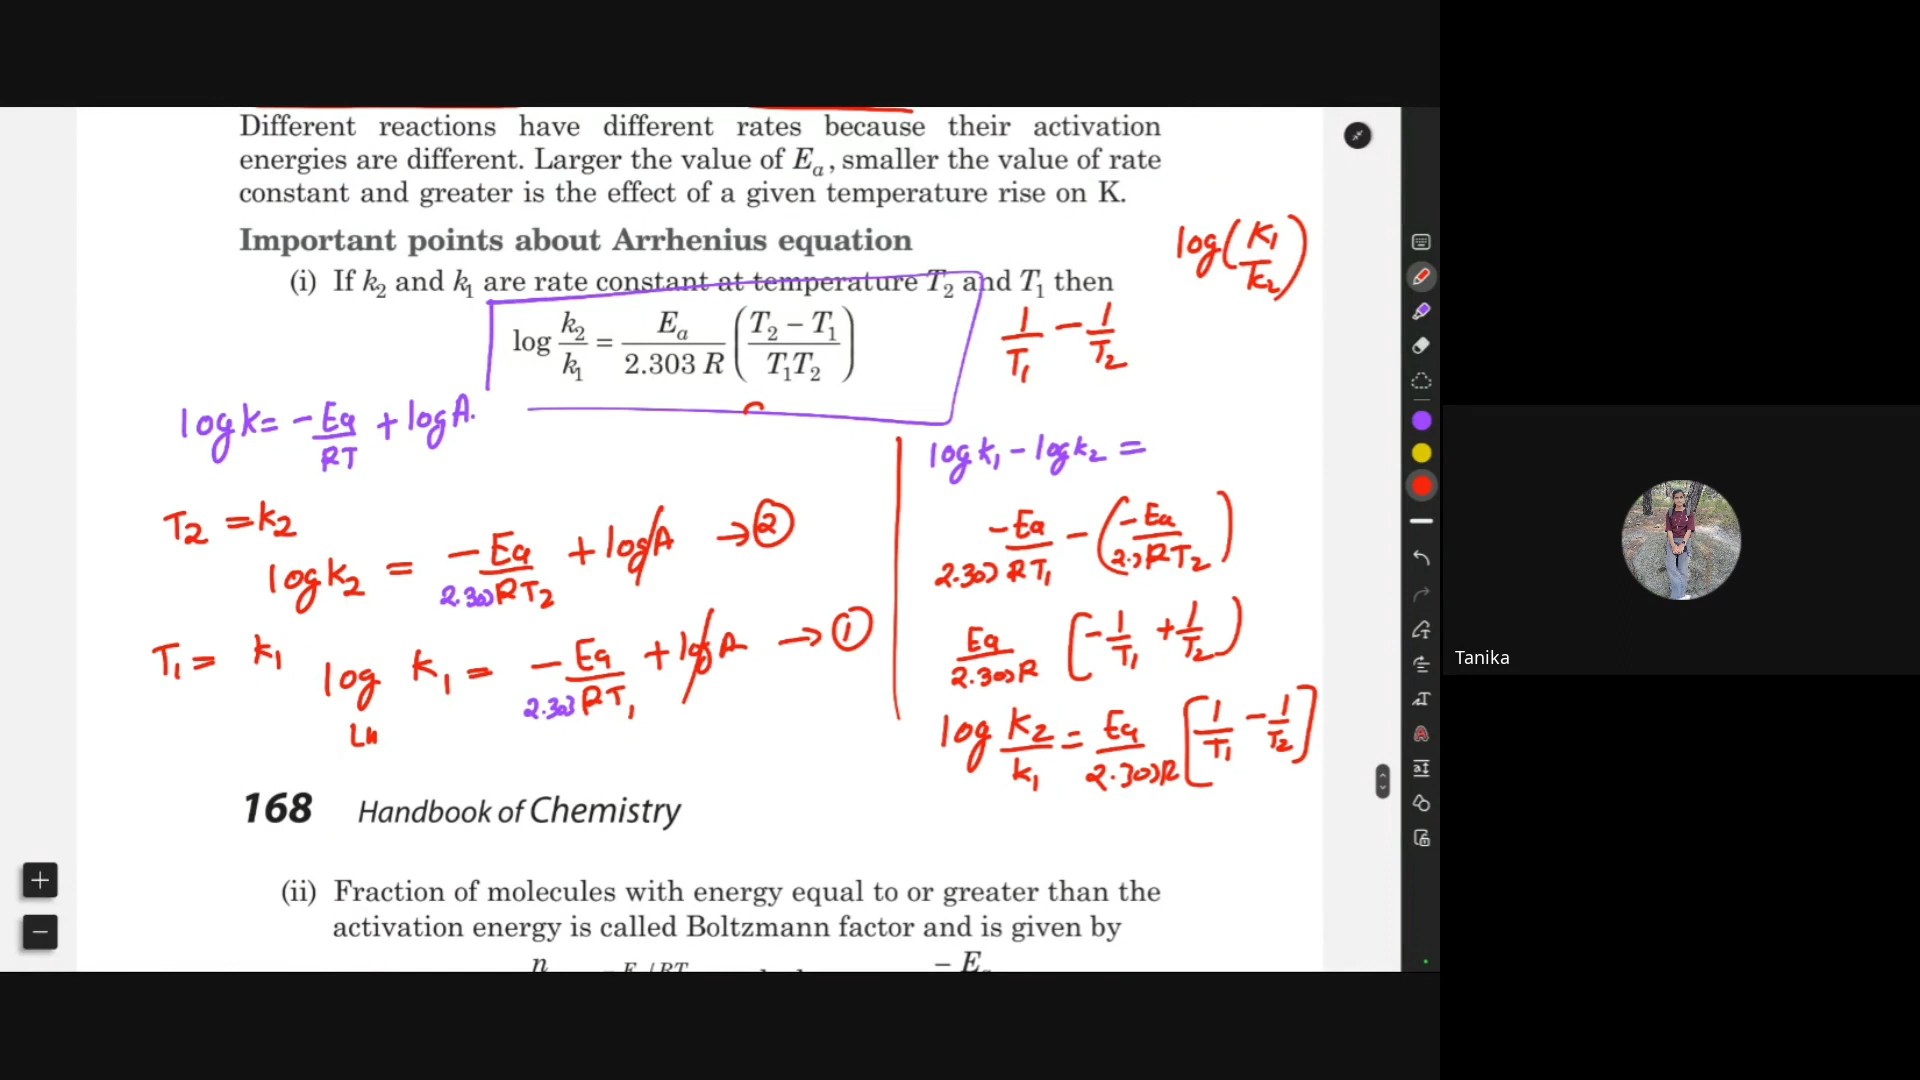 Different reactions have different rates because their activation
energies are different. Larger the value of Eₐ, smaller the value of rate
constant and greater is the effect of a given temperature rise on K.
Important points about Arrhenius equation
(i) If k₂ and k₁ are rate constant at temperature T₂ and T₁ then
log k₂/k₁ = Eₐ/2.303 R (T₂ − T₁/T₁T₂)
log(K₁/K₂)
1/T₁ − 1/T₂
log k = −Ea/RT + log A.
T₂ = k₂
log k₂ = −Ea/2.303 RT₂ + log A → ②
T₁ = k₁
log k₁ = −Ea/2.303 RT₁ + log A → ①
Ln
log k₁ − log k₂ =
−Ea/2.303 RT₁ − (−Ea/2.3 RT₂)
Ea/2.303R [−1/T₁ + 1/T₂)
log K₂/K₁ = Ea/2.303R [1/T₁ − 1/T₂]
168 Handbook of Chemistry
(ii) Fraction of molecules with energy equal to or greater than the
activation energy is called Boltzmann factor and is given by
Tanika